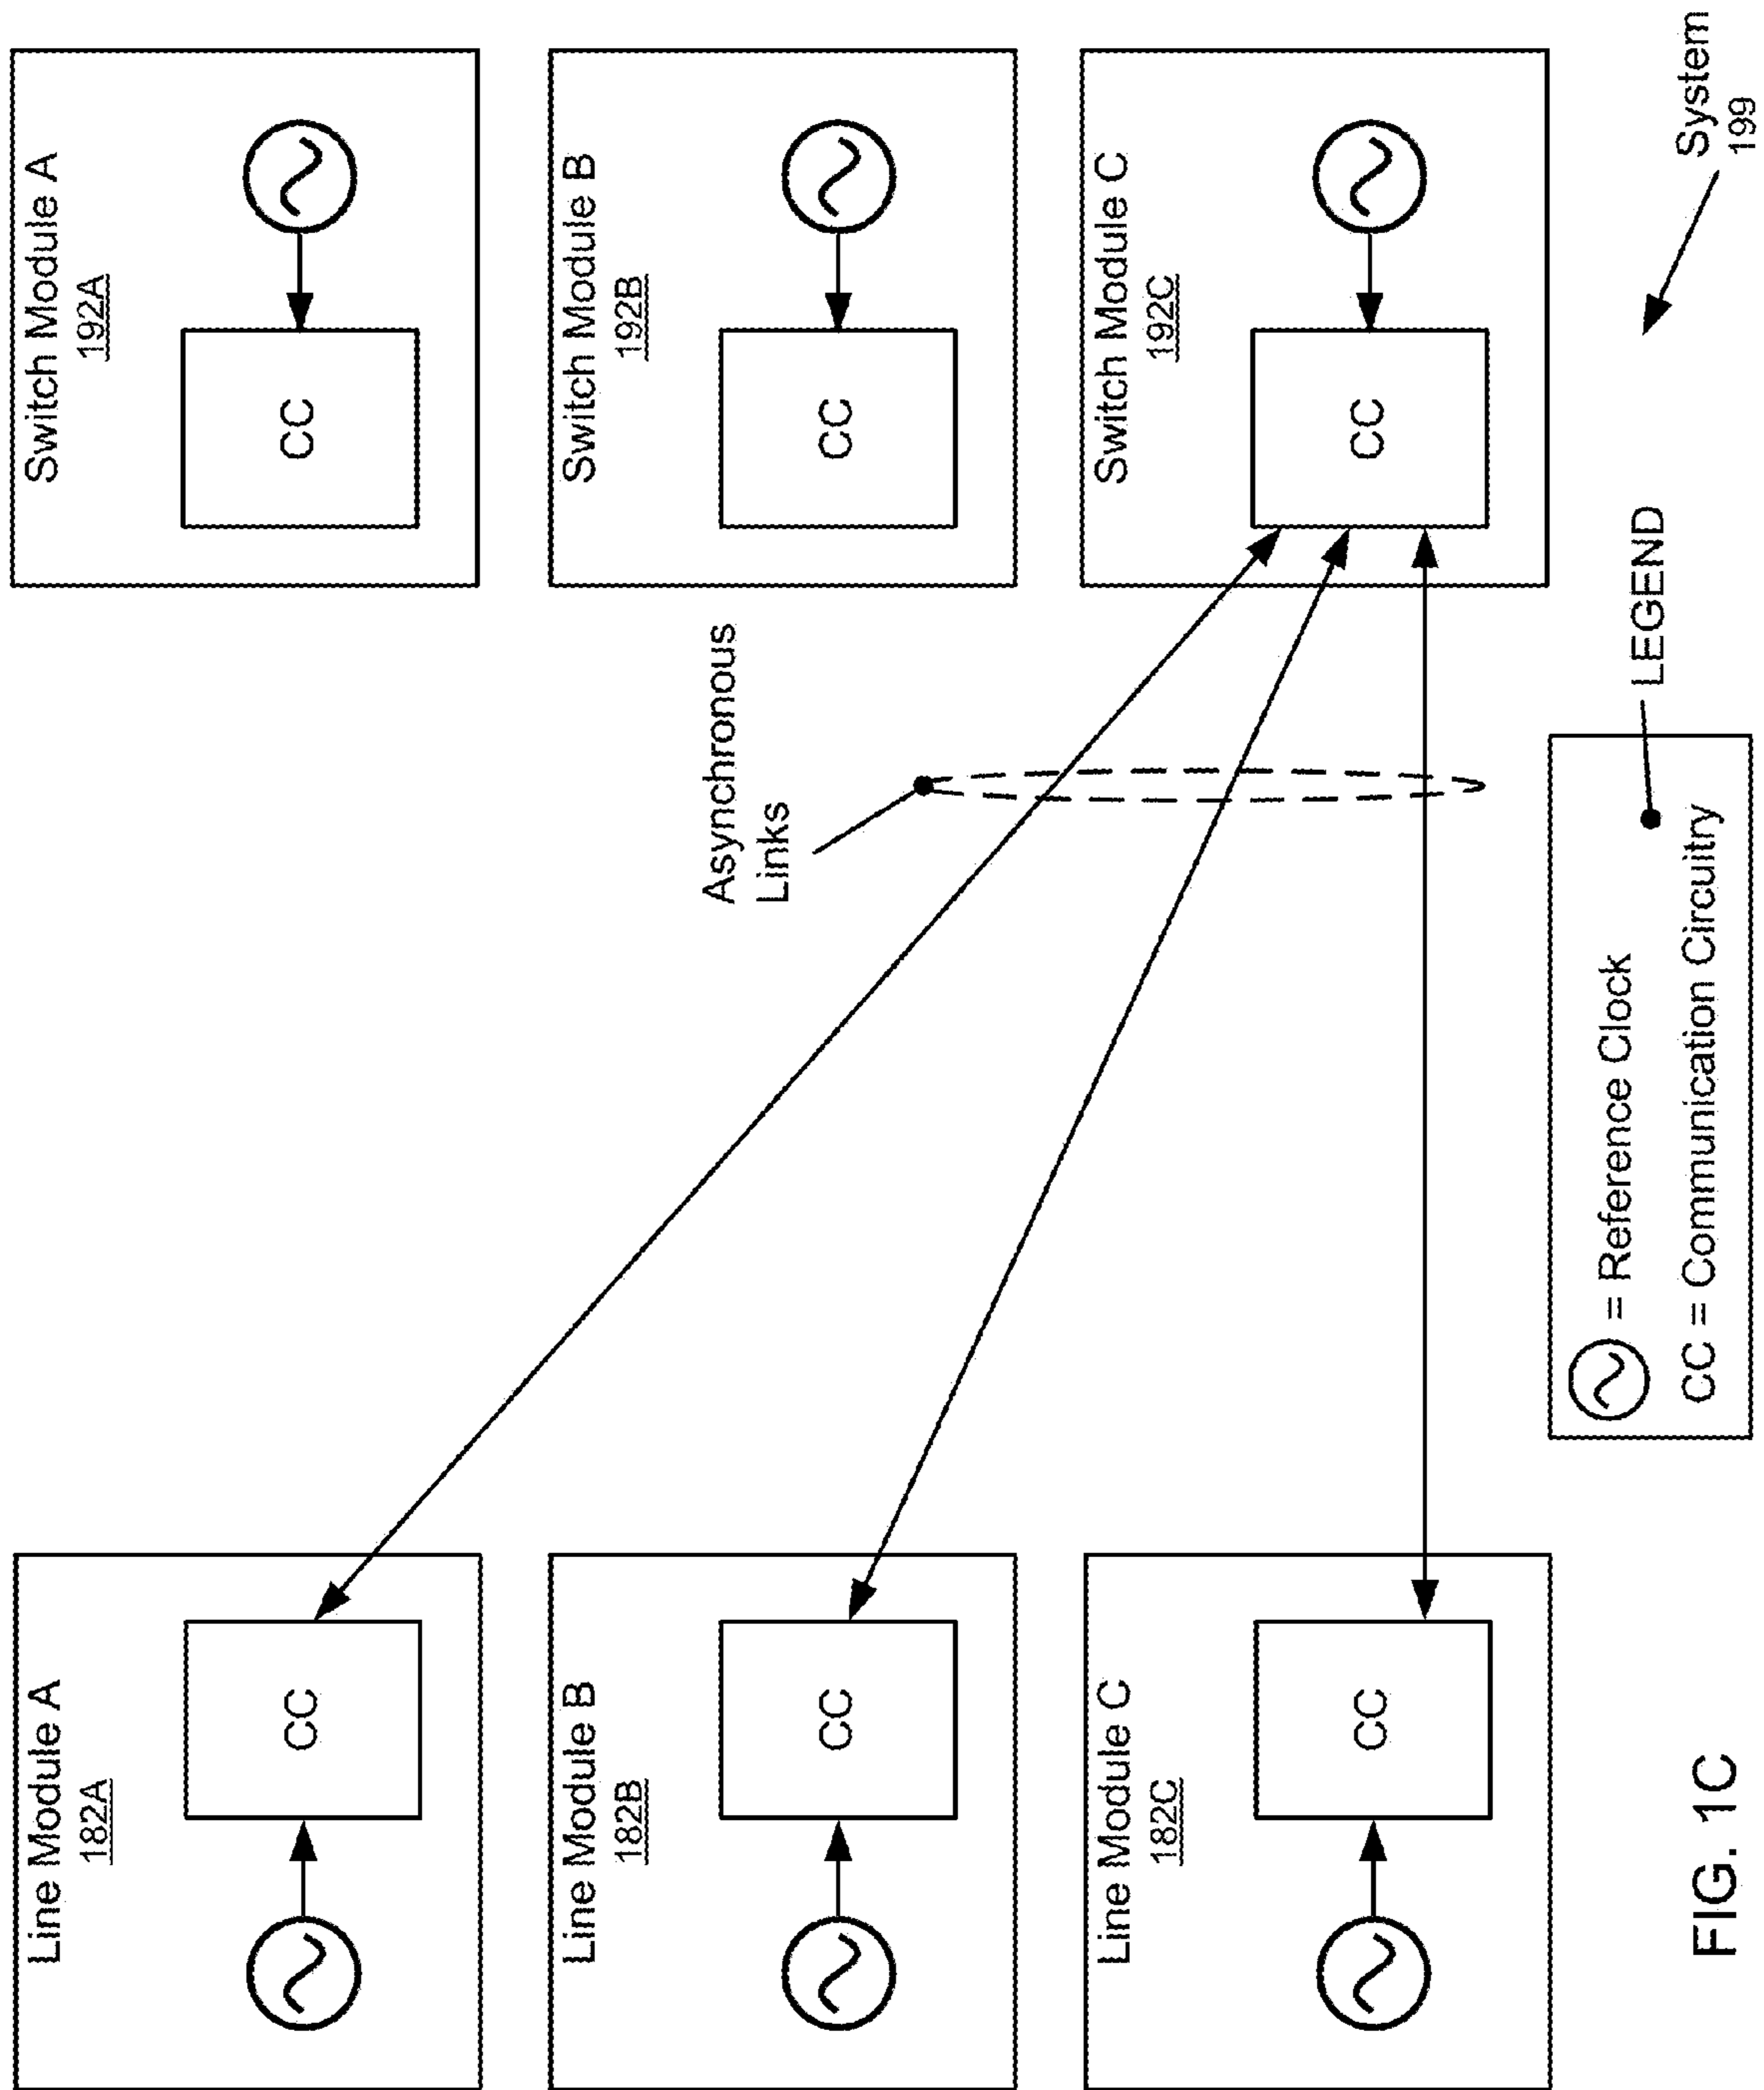 Line Module A
182A
CC
Line Module B
182B
CC
Line Module C
182C
CC
Switch Module A
192A
CC
Switch Module B
192B
CC
Switch Module C
192C
CC
Asynchronous
Links
= Reference Clock
CC = Communication Circuitry
LEGEND
System
199
FIG. 1C